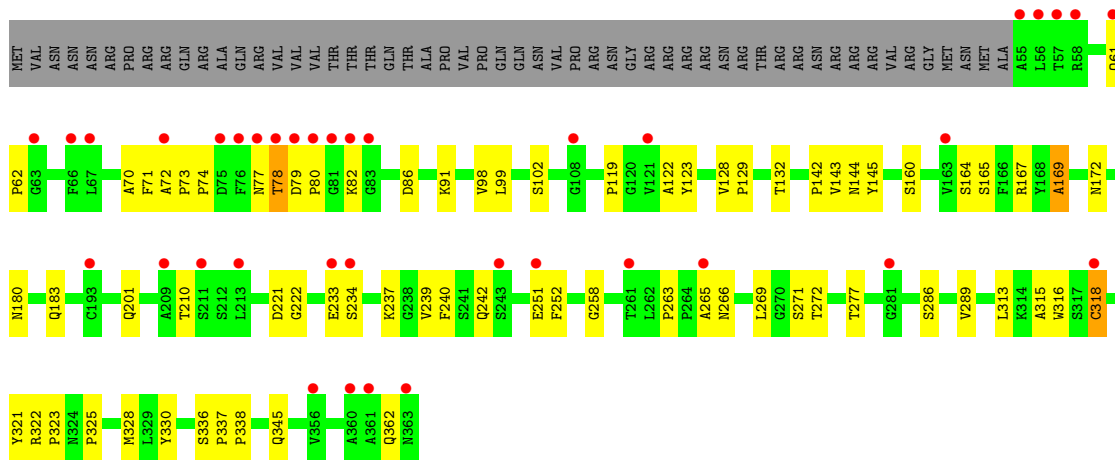 MET VAL ASN ASN ASN ARG PRO ARG ARG GLN ARG ALA GLN ARG VAL VAL VAL THR THR THR GLN THR ALA PRO VAL PRO GLN GLN ASN VAL PRO ARG ASN GLY ARG ARG ARG ARG ARG ASN ARG THR ARG ARG ASN ARG ARG ARG VAL ARG GLY MET ASN MET ALA A55 L56 T57 R58 Q61
P62 G63 F66 L67 A70 F71 A72 P73 P74 D75 F76 N77 T78 D79 P80 G81 K82 G83 D86 K91 V98 L99 S102 G108 P119 G120 V121 A122 Y123 V128 P129 T132 P142 V143 N144 Y145 S160 V163 S164 S165 F166 R167 Y168 A169 N172
N180 Q183 C193 Q201 A209 T210 S211 S212 L213 D221 G222 E233 S234 K237 G238 V239 F240 S241 Q242 S243 E251 F252 G258 T261 L262 P263 P264 A265 N266 L269 G270 S271 T272 T277 G281 S286 V289 L313 K314 A315 W316 S317 C318
Y321 R322 P323 N324 P325 M328 L329 Y330 S336 P337 P338 Q345 V356 A360 A361 Q362 N363